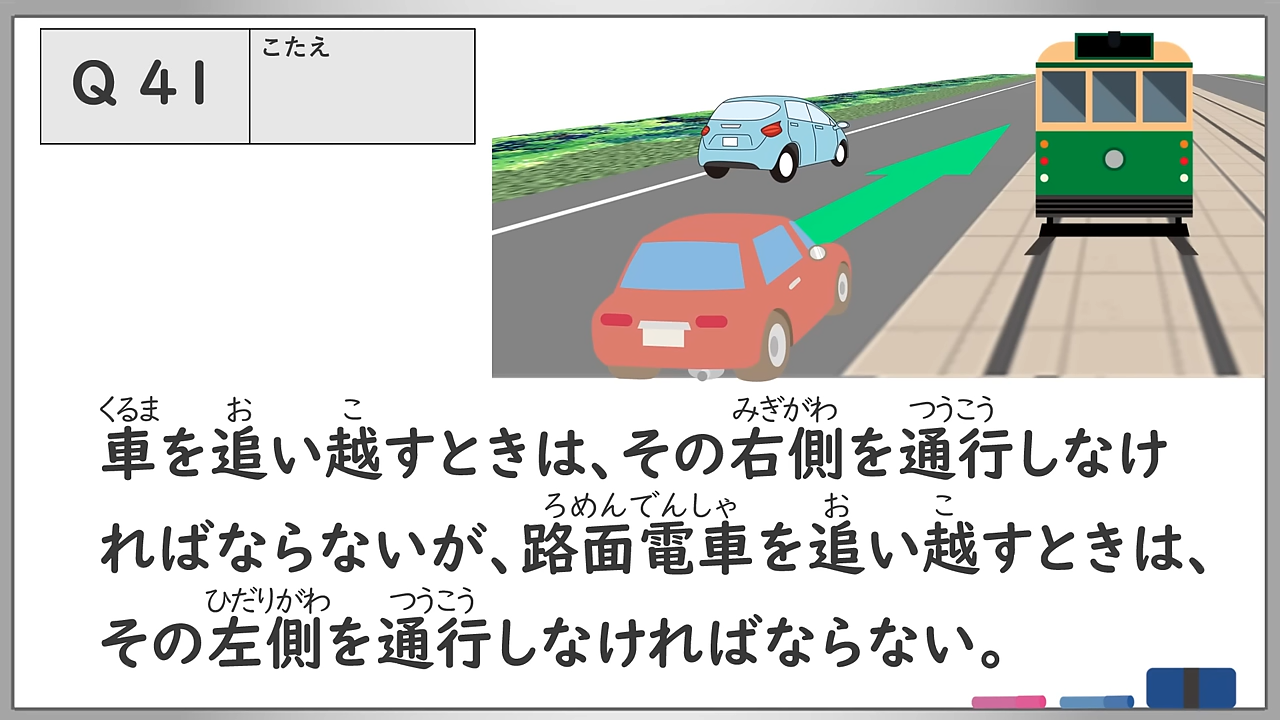 Q 41
こたえ
くるま お こ みぎがわ つうこう
車を追い越すときは、その右側を通行しなけ
ろめんでんしゃ お こ
ればならないが、路面電車を追い越すときは、
ひだりがわ つうこう
その左側を通行しなければならない。